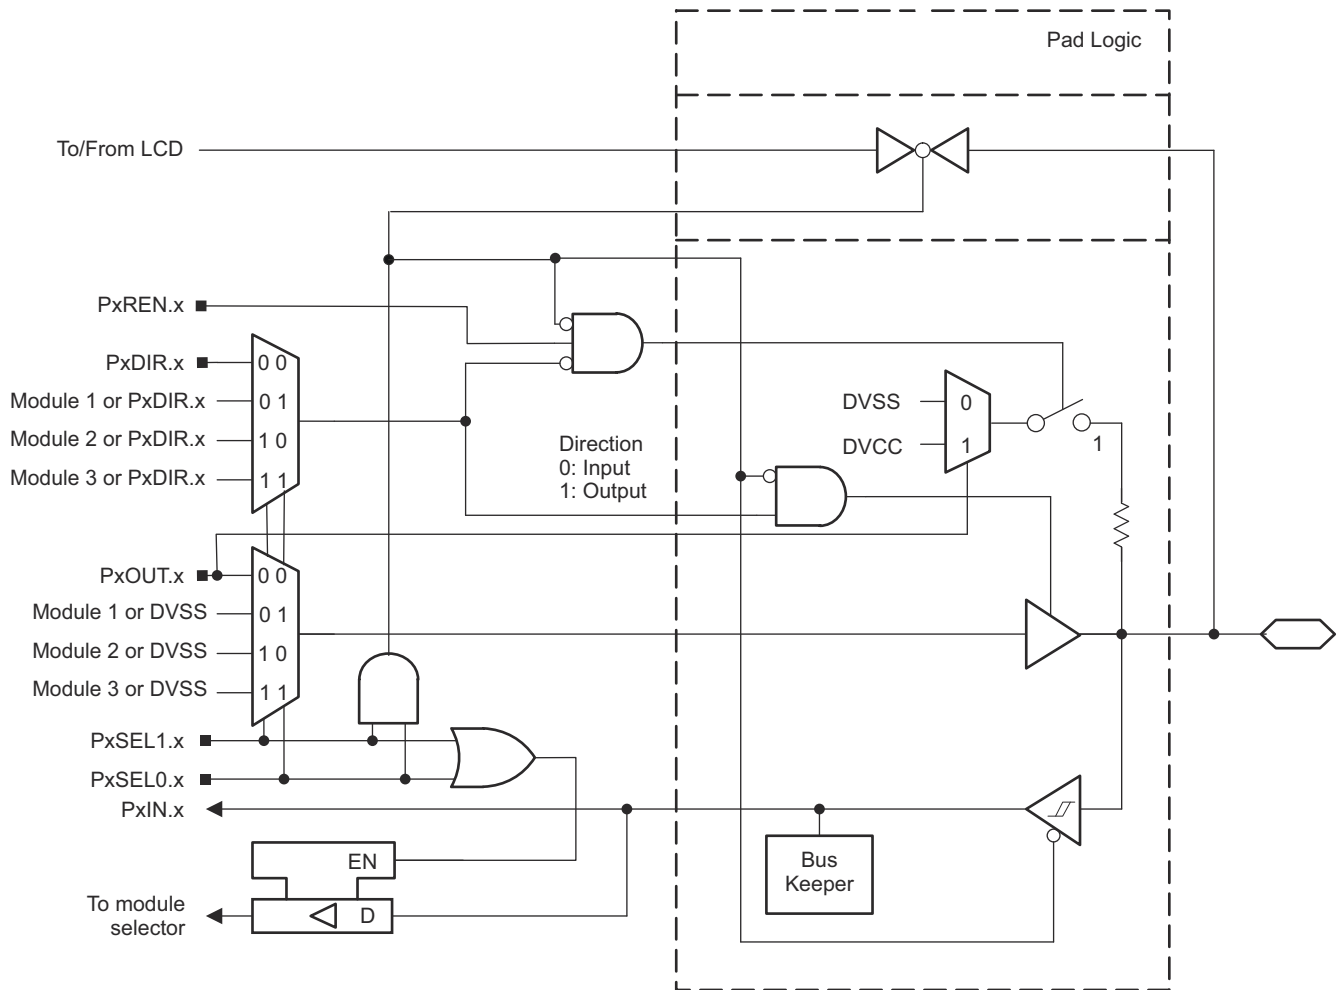 Pad Logic
To/From LCD
PxREN.x
PxDIR.x
0 0
Module 1 or PxDIR.x
0 1
Module 2 or PxDIR.x
1 0
Module 3 or PxDIR.x
1 1
Direction
0: Input
1: Output
DVSS
0
DVCC
1
1
PxOUT.x
0 0
Module 1 or DVSS
0 1
Module 2 or DVSS
1 0
Module 3 or DVSS
1 1
PxSEL1.x
PxSEL0.x
PxIN.x
EN
Bus
Keeper
To module
selector
D